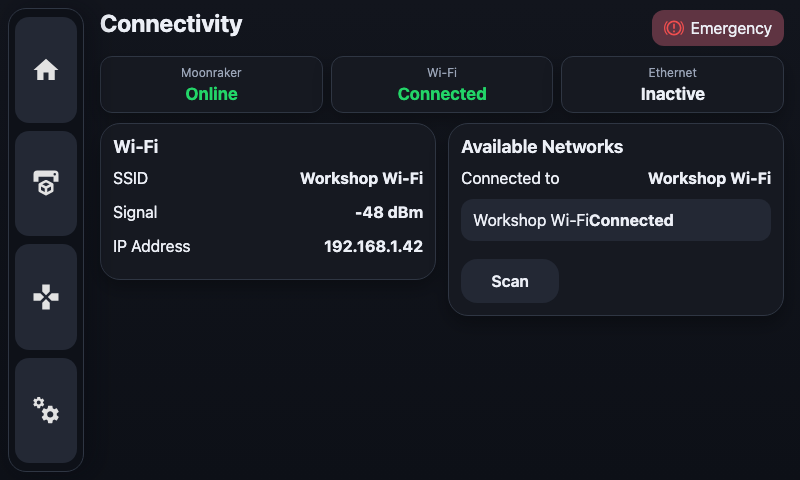 Connectivity
Emergency
Moonraker
Online
Wi-Fi
Connected
Ethernet
Inactive
Wi-Fi
SSID Workshop Wi-Fi
Signal -48 dBm
IP Address 192.168.1.42
Available Networks
Connected to Workshop Wi-Fi
Workshop Wi-FiConnected
Scan